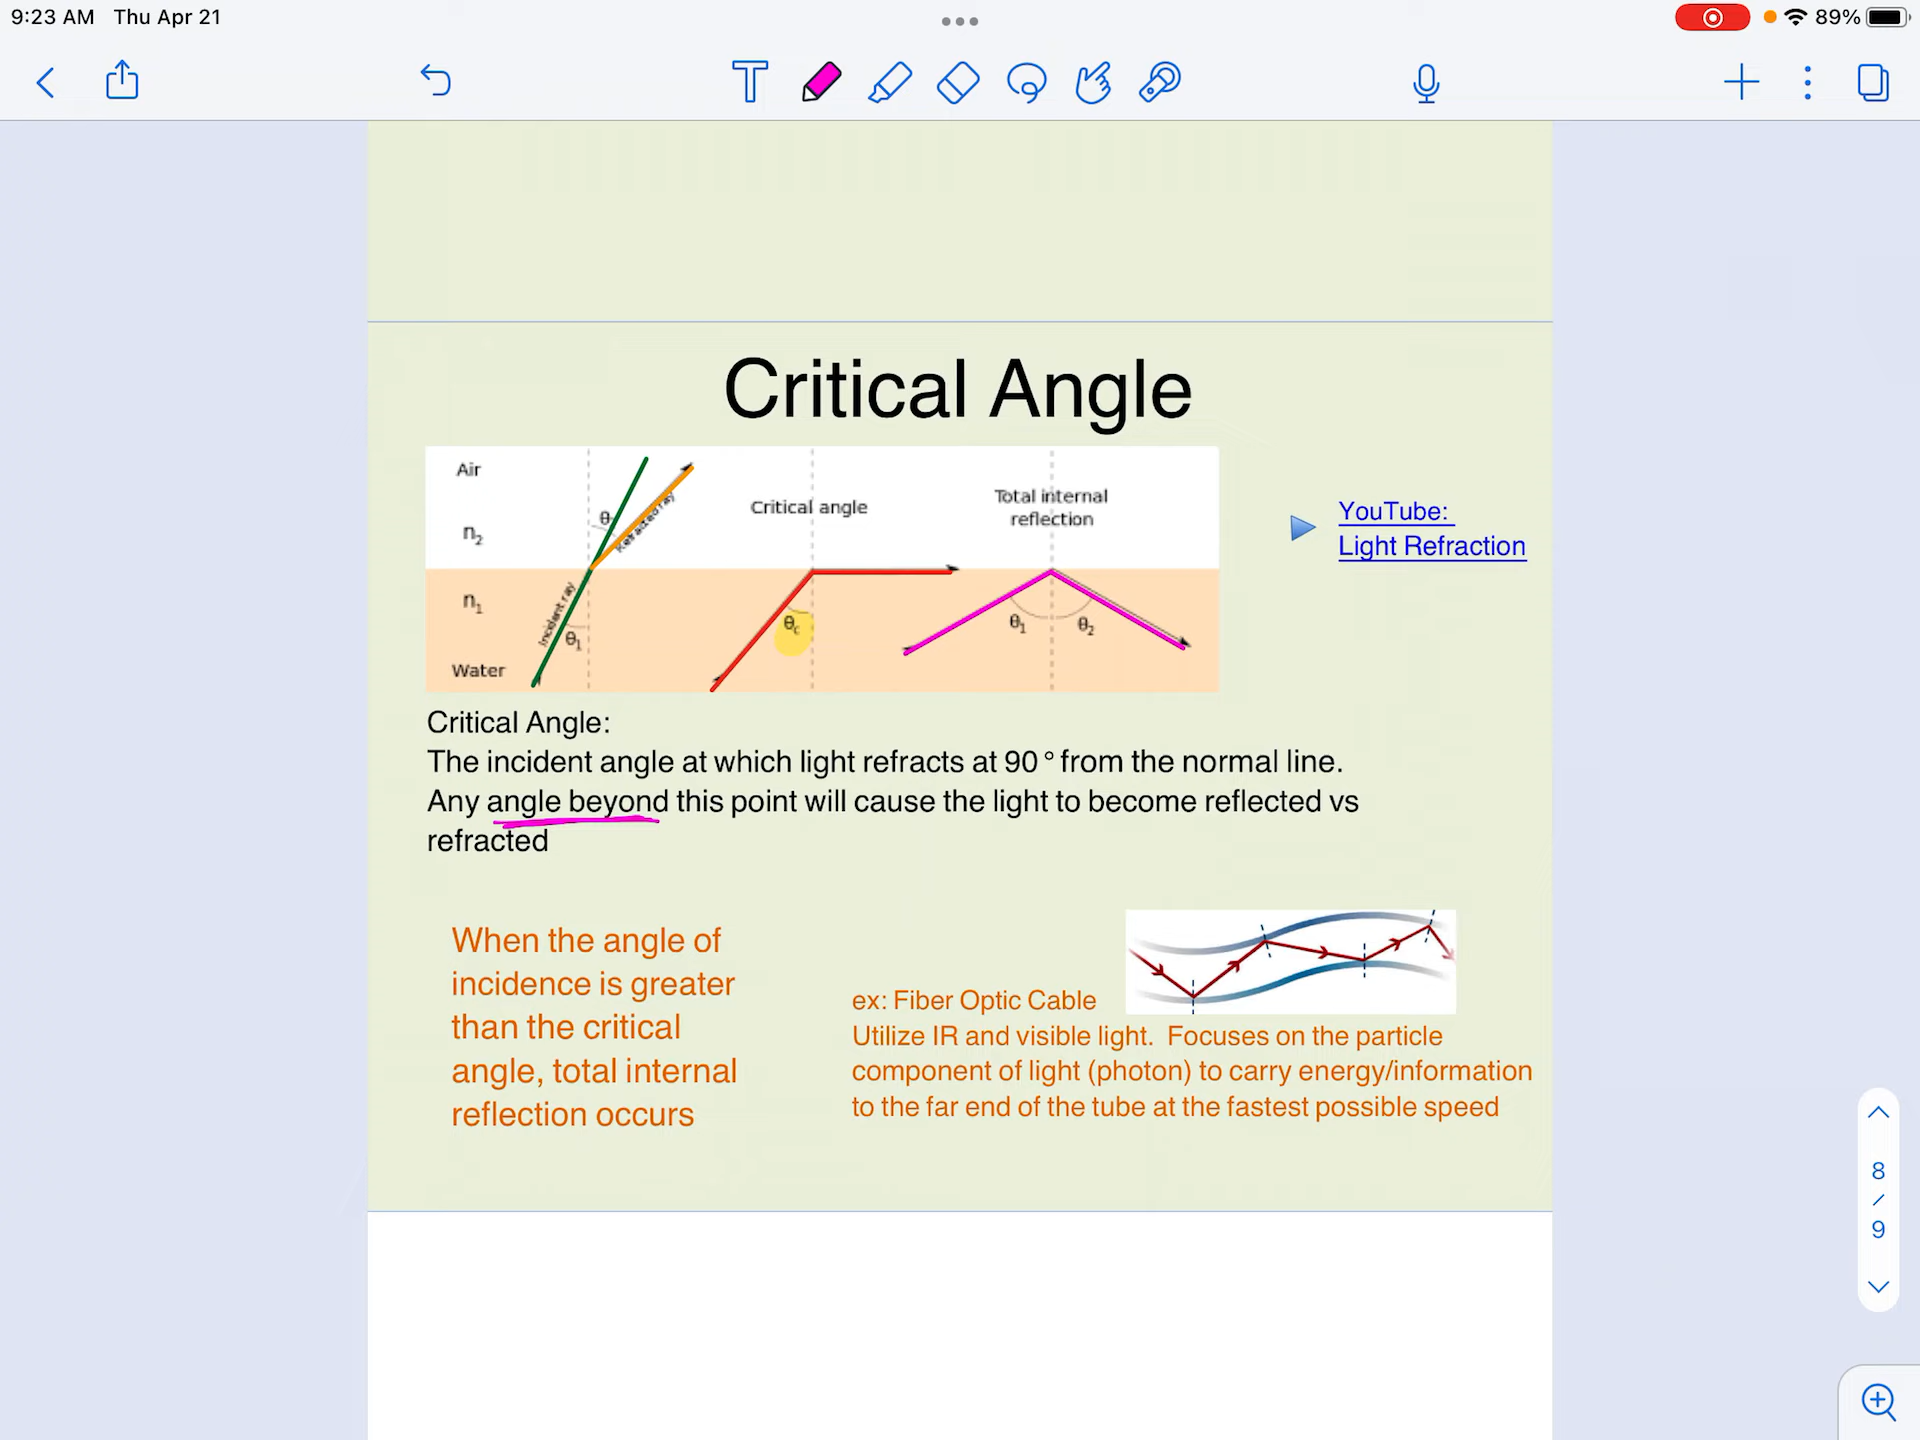 9:23 AM Thu Apr 21
89%
T
Critical Angle
Air
n2
θ
Refracted ray
Critical angle
Total internal
reflection
YouTube:
Light Refraction
n1
Incident ray
θ1
θc
θ1
θ2
Water
Critical Angle:
The incident angle at which light refracts at 90° from the normal line.
Any angle beyond this point will cause the light to become reflected vs
refracted
When the angle of
incidence is greater
than the critical
angle, total internal
reflection occurs
ex: Fiber Optic Cable
Utilize IR and visible light. Focuses on the particle
component of light (photon) to carry energy/information
to the far end of the tube at the fastest possible speed
8
/
9